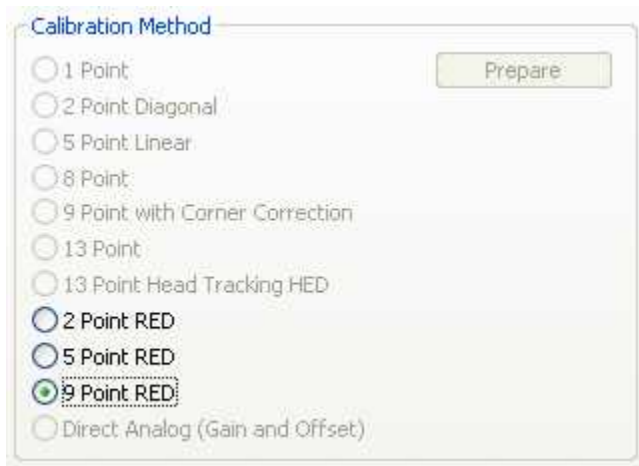 Calibration Method
1 Point
Prepare
2 Point Diagonal
5 Point Linear
8 Point
9 Point with Corner Correction
13 Point
13 Point Head Tracking HED
2 Point RED
5 Point RED
9 Point RED
Direct Analog (Gain and Offset)